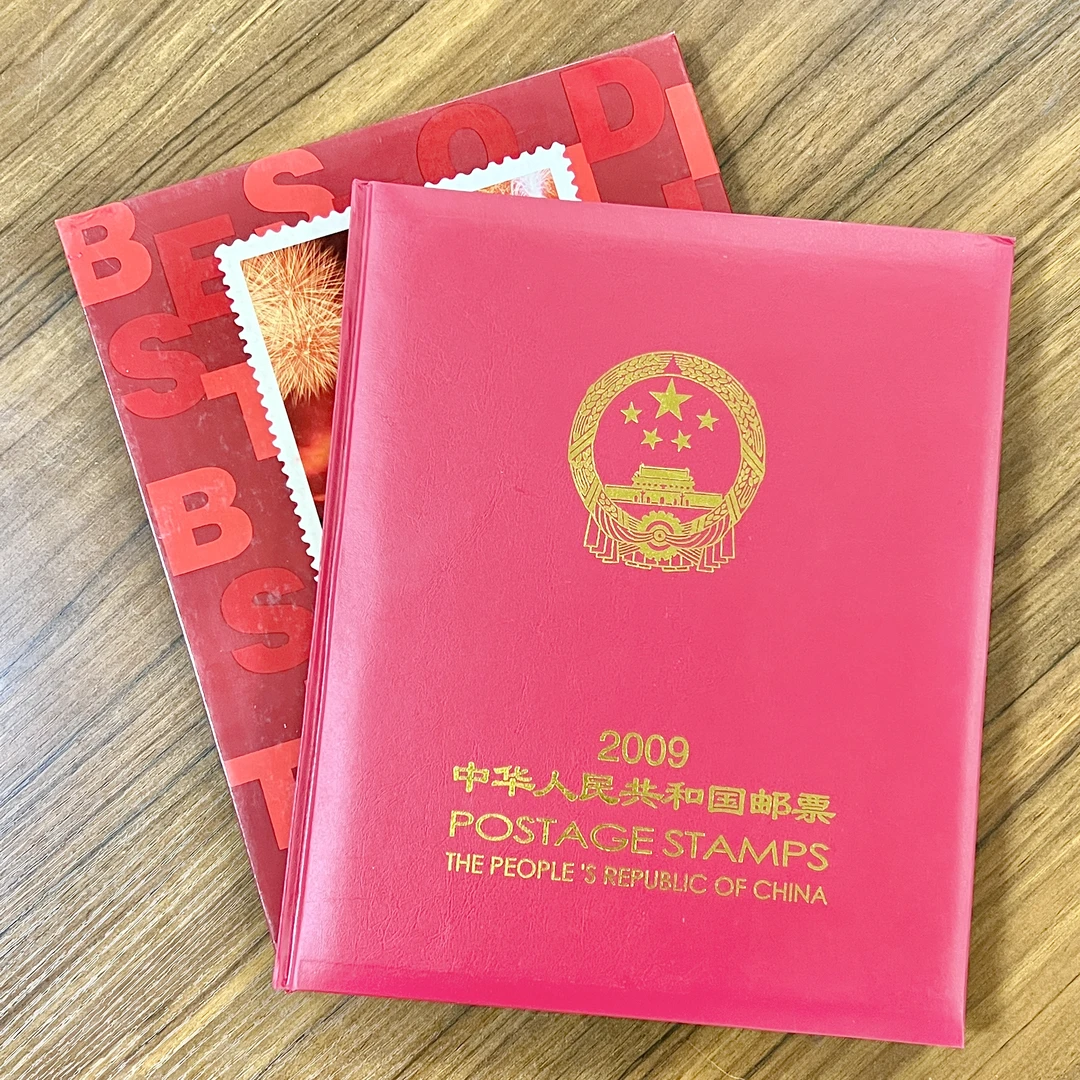 B E S T O P
S T
B
S
T
2009
中华人民共和国邮票
POSTAGE STAMPS
THE PEOPLE 'S REPUBLIC OF CHINA